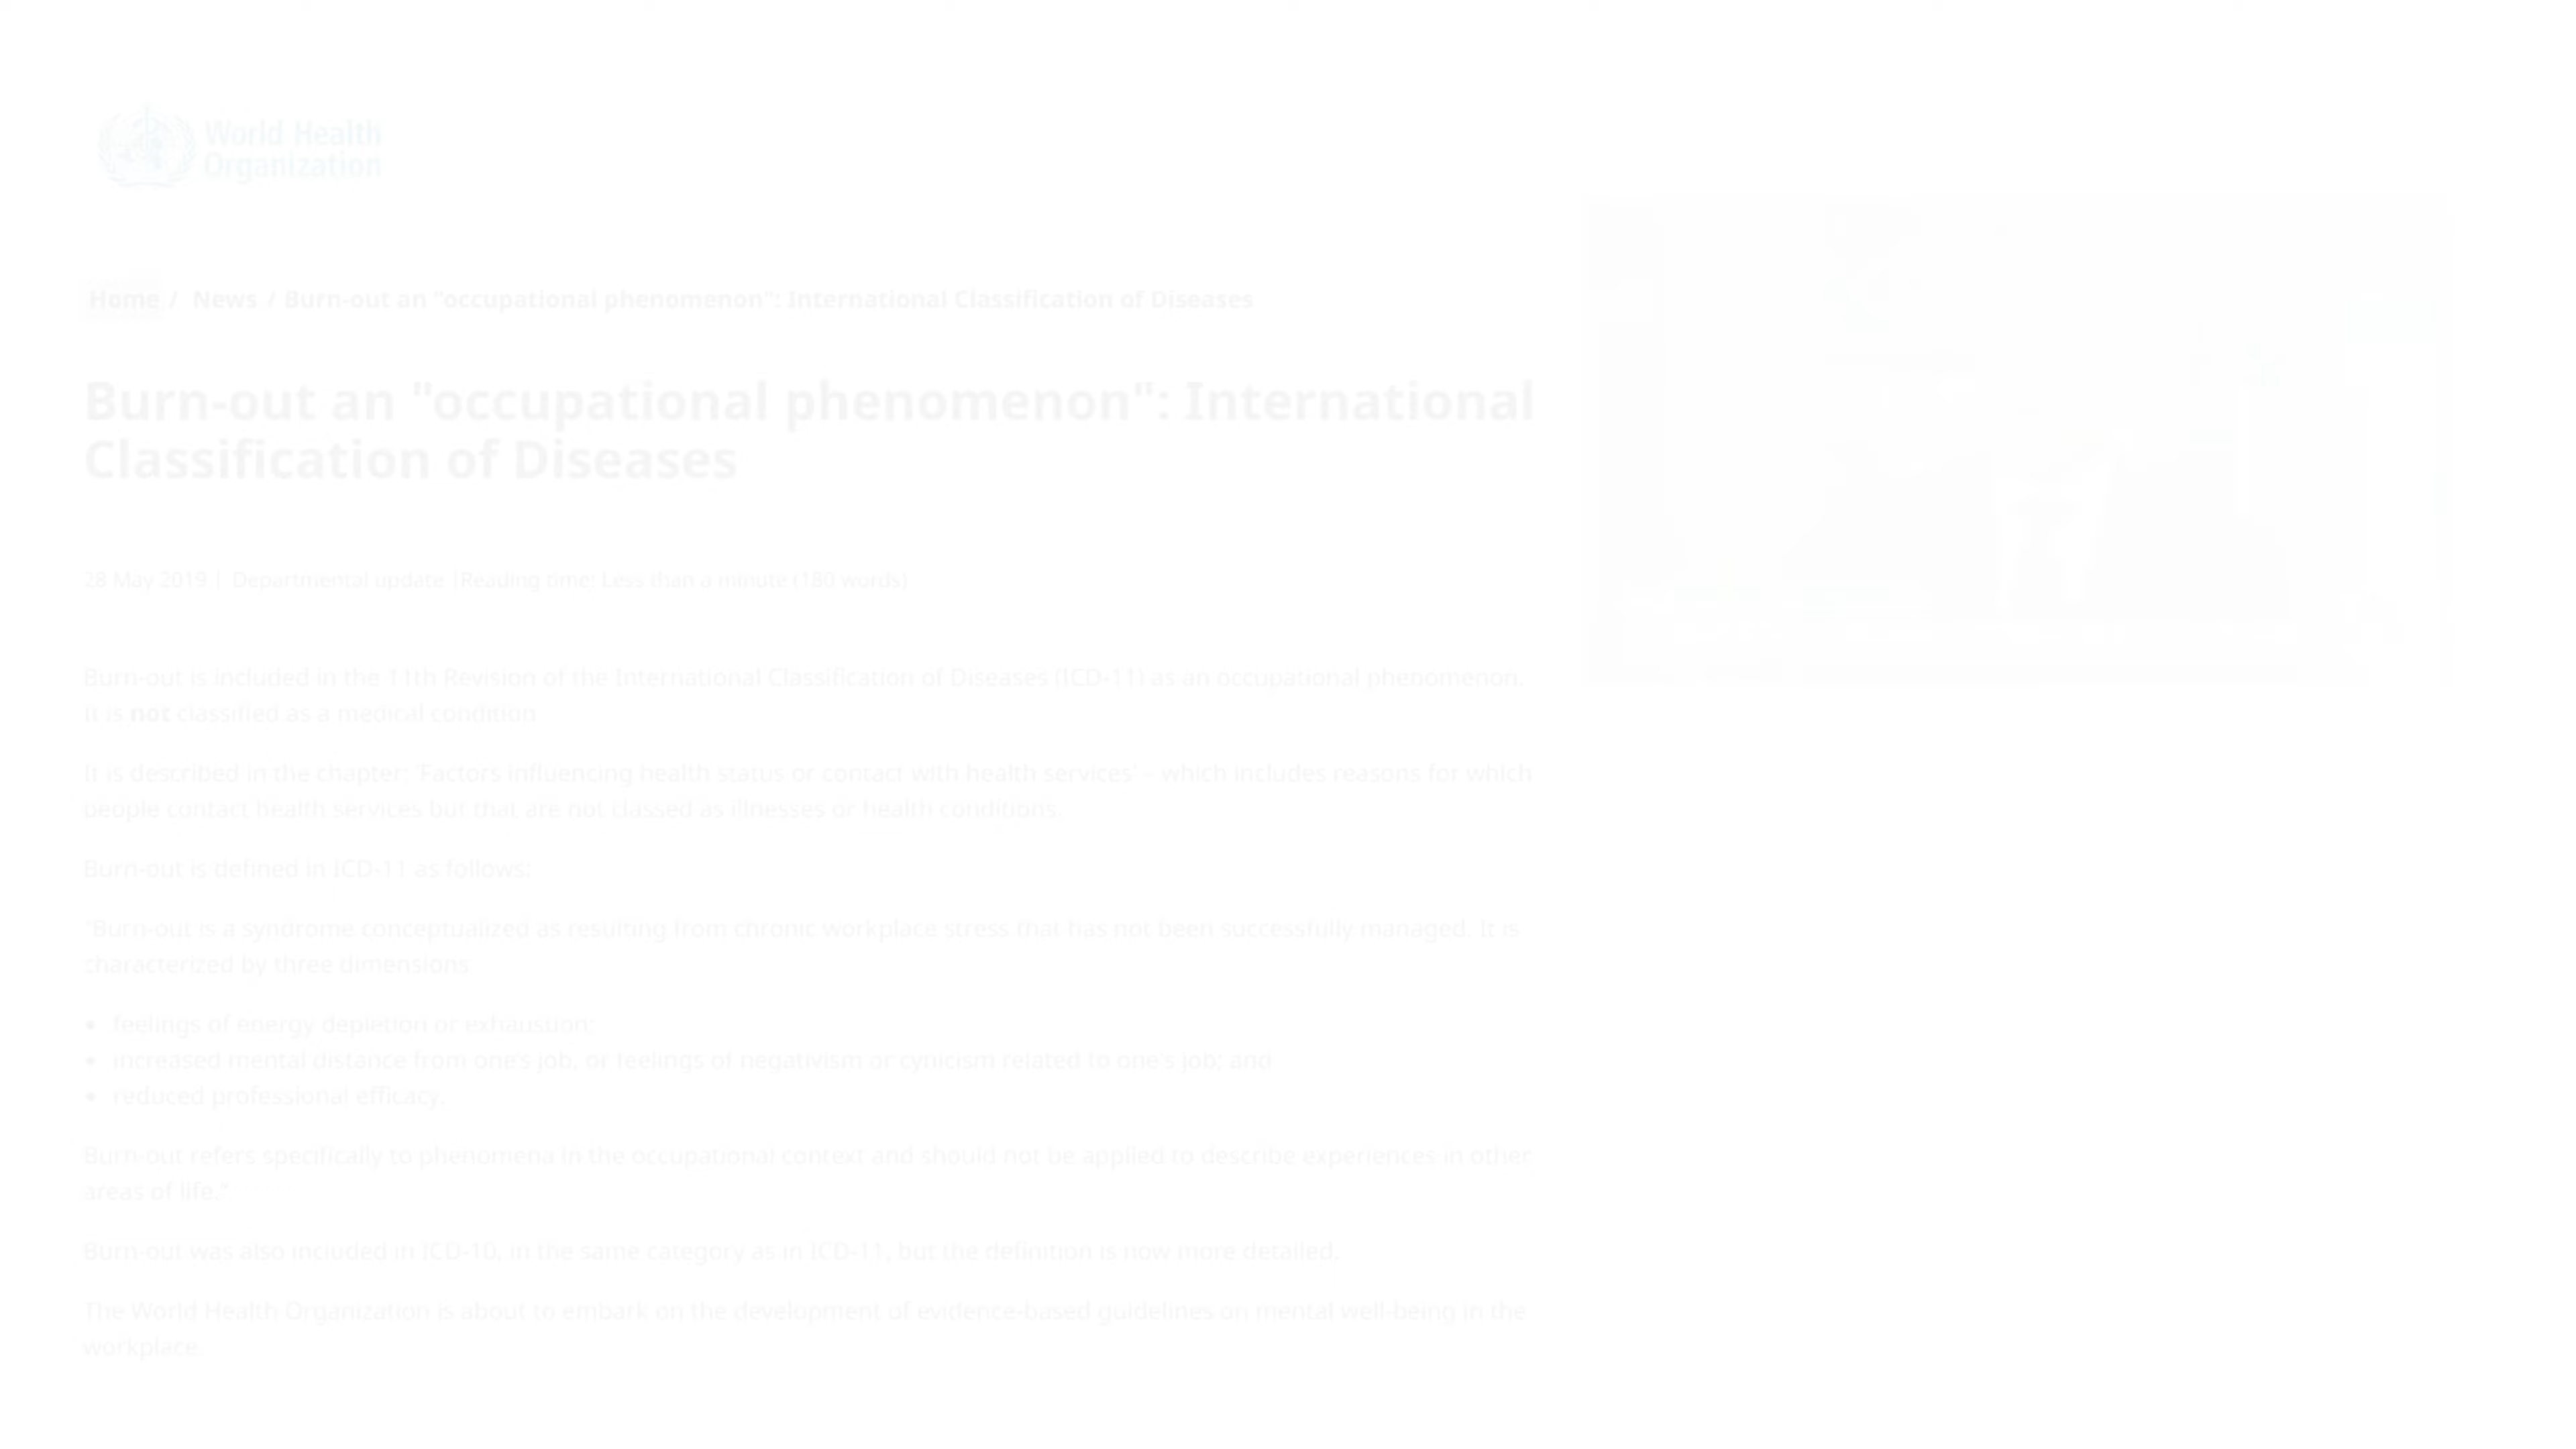 World Health
Organization
Home / News / Burn-out an "occupational phenomenon": International Classification of Diseases
Burn-out an "occupational phenomenon": International
Classification of Diseases
28 May 2019 | Departmental update | Reading time: Less than a minute (180 words)
Burn-out is included in the 11th Revision of the International Classification of Diseases (ICD-11) as an occupational phenomenon.
It is not classified as a medical condition
It is described in the chapter: 'Factors influencing health status or contact with health services' - which includes reasons for which
people contact health services but that are not classed as illnesses or health conditions.
Burn-out is defined in ICD-11 as follows:
"Burn-out is a syndrome conceptualized as resulting from chronic workplace stress that has not been successfully managed. It is
characterized by three dimensions
• feelings of energy depletion or exhaustion;
• increased mental distance from one's job, or feelings of negativism or cynicism related to one's job; and
• reduced professional efficacy.
Burn-out refers specifically to phenomena in the occupational context and should not be applied to describe experiences in other
areas of life."
Burn-out was also included in ICD-10, in the same category as in ICD-11, but the definition is now more detailed.
The World Health Organization is about to embark on the development of evidence-based guidelines on mental well-being in the
workplace.